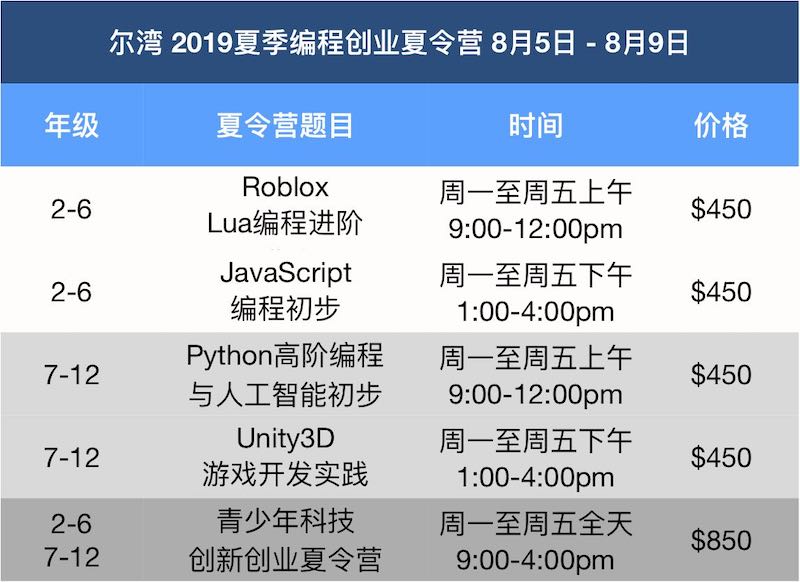 尔湾 2019夏季编程创业夏令营 8月5日 - 8月9日
年级 夏令营题目 时间 价格
2-6 Roblox Lua编程进阶 周一至周五上午 9:00-12:00pm $450
2-6 JavaScript 编程初步 周一至周五下午 1:00-4:00pm $450
7-12 Python高阶编程 与人工智能初步 周一至周五上午 9:00-12:00pm $450
7-12 Unity3D 游戏开发实践 周一至周五下午 1:00-4:00pm $450
2-6 7-12 青少年科技 创新创业夏令营 周一至周五全天 9:00-4:00pm $850